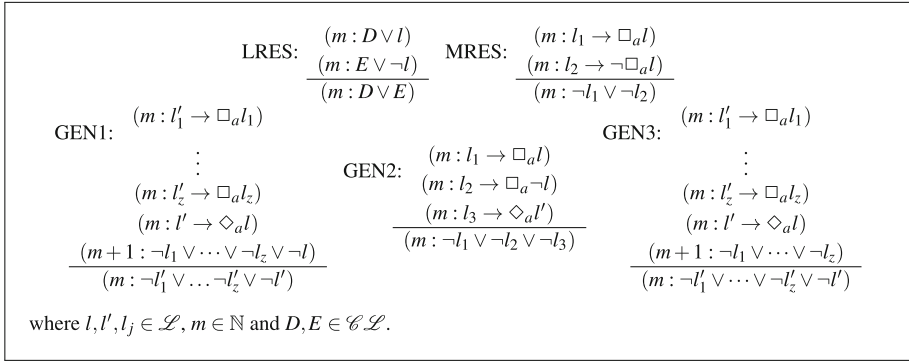 LRES: (m : D ∨ l)
(m : E ∨ ¬l)
(m : D ∨ E)
MRES: (m : l₁ → □ₐl)
(m : l₂ → ¬□ₐl)
(m : ¬l₁ ∨ ¬l₂)
GEN1: (m : l′₁ → □ₐl₁)
⋮
(m : l′_z → □ₐl_z)
(m : l′ → ◇ₐl)
(m + 1 : ¬l₁ ∨ ⋯ ∨ ¬l_z ∨ ¬l)
(m : ¬l′₁ ∨ … ¬l′_z ∨ ¬l′)
GEN2: (m : l₁ → □ₐl)
(m : l₂ → □ₐ¬l)
(m : l₃ → ◇ₐl′)
(m : ¬l₁ ∨ ¬l₂ ∨ ¬l₃)
GEN3: (m : l′₁ → □ₐl₁)
⋮
(m : l′_z → □ₐl_z)
(m : l′ → ◇ₐl)
(m + 1 : ¬l₁ ∨ ⋯ ∨ ¬l_z)
(m : ¬l′₁ ∨ ⋯ ∨ ¬l′_z ∨ ¬l′)
where l, l′, l_j ∈ ℒ, m ∈ ℕ and D, E ∈ 𝒞ℒ.